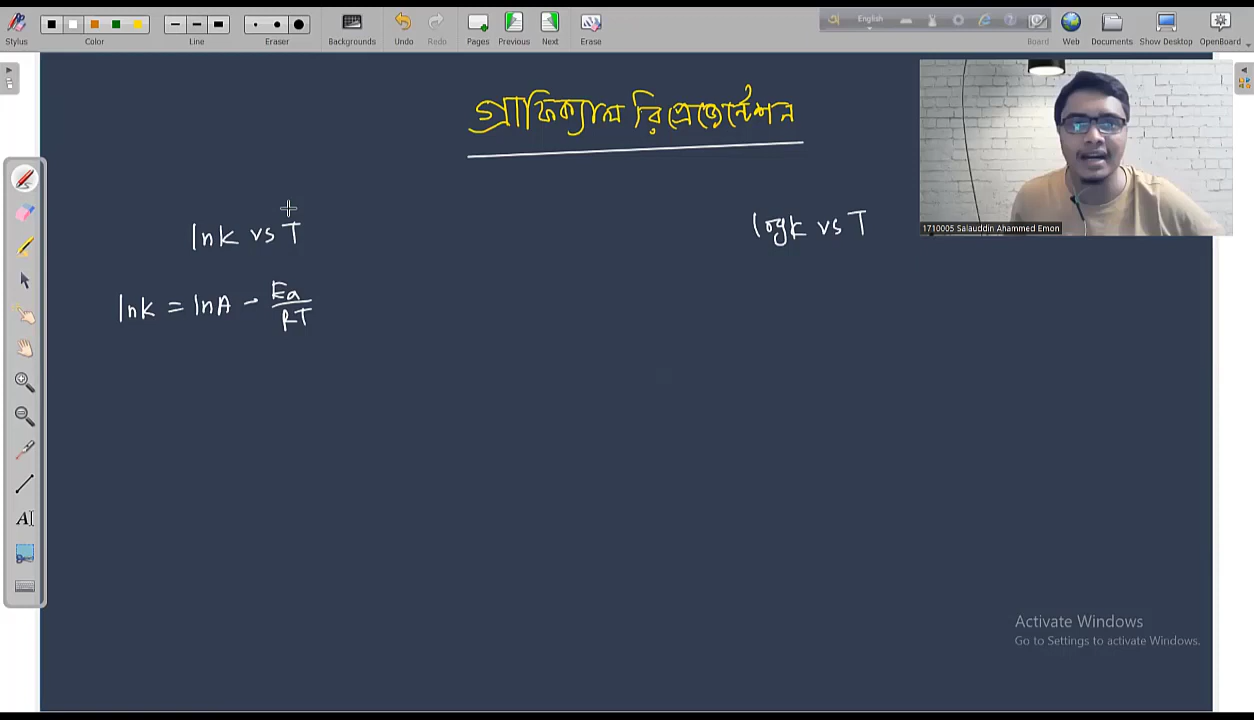 Stylus
Color
Line
Eraser
Backgrounds
Undo
Redo
Pages
Previous
Next
Erase
English
Board
Web
Documents
Show Desktop
OpenBoard
গ্রাফিক্যাল রিপ্রেজেন্টেশন
lnk vs T
logk vs T
1710005 Salauddin Ahammed Emon
lnk = lnA - Ea/RT
Activate Windows
Go to Settings to activate Windows.